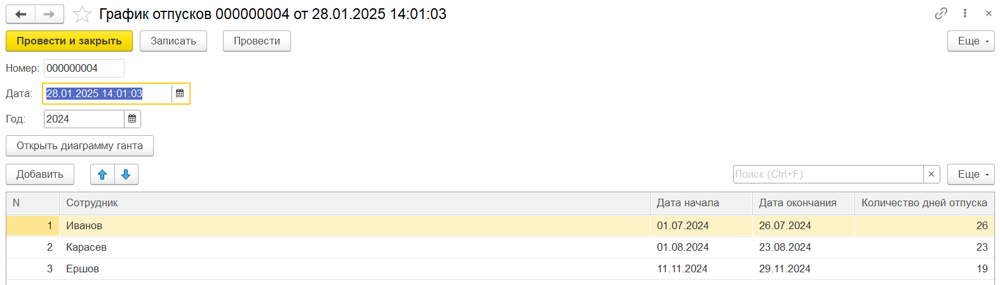 График отпусков 000000004 от 28.01.2025 14:01:03
Провести и закрыть Записать Провести Еще
Номер: 000000004
Дата: 28.01.2025 14:01:03
Год: 2024
Открыть диаграмму ганта
Добавить Поиск (Ctrl+F) Еще
N Сотрудник Дата начала Дата окончания Количество дней отпуска
1 Иванов 01.07.2024 26.07.2024 26
2 Карасев 01.08.2024 23.08.2024 23
3 Ершов 11.11.2024 29.11.2024 19